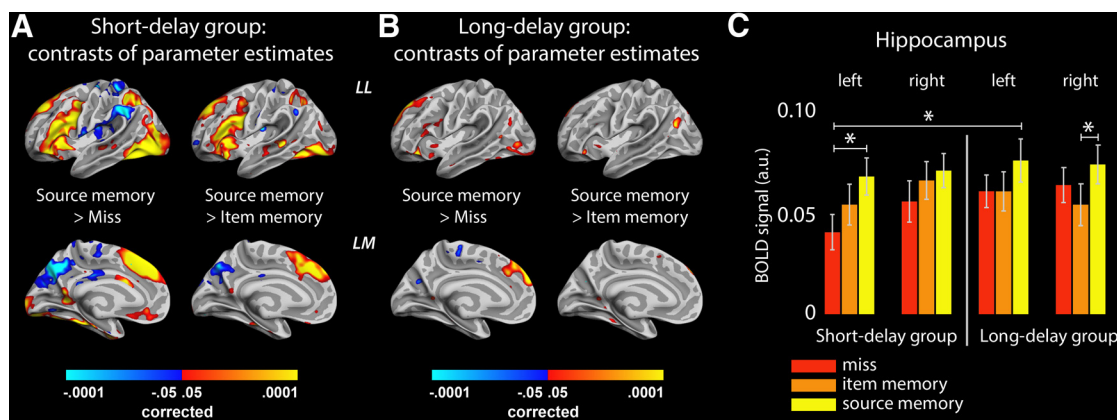 A
Short-delay group:
contrasts of parameter estimates
LL
Source memory
> Miss
Source memory
> Item memory
LM
-.0001
-.05
.05
.0001
corrected
B
Long-delay group:
contrasts of parameter estimates
Source memory
> Miss
Source memory
> Item memory
-.0001
-.05
.05
.0001
corrected
C
Hippocampus
left
right
left
right
0.10
0.05
0
BOLD signal (a.u.)
*
*
*
Short-delay group
Long-delay group
miss
item memory
source memory